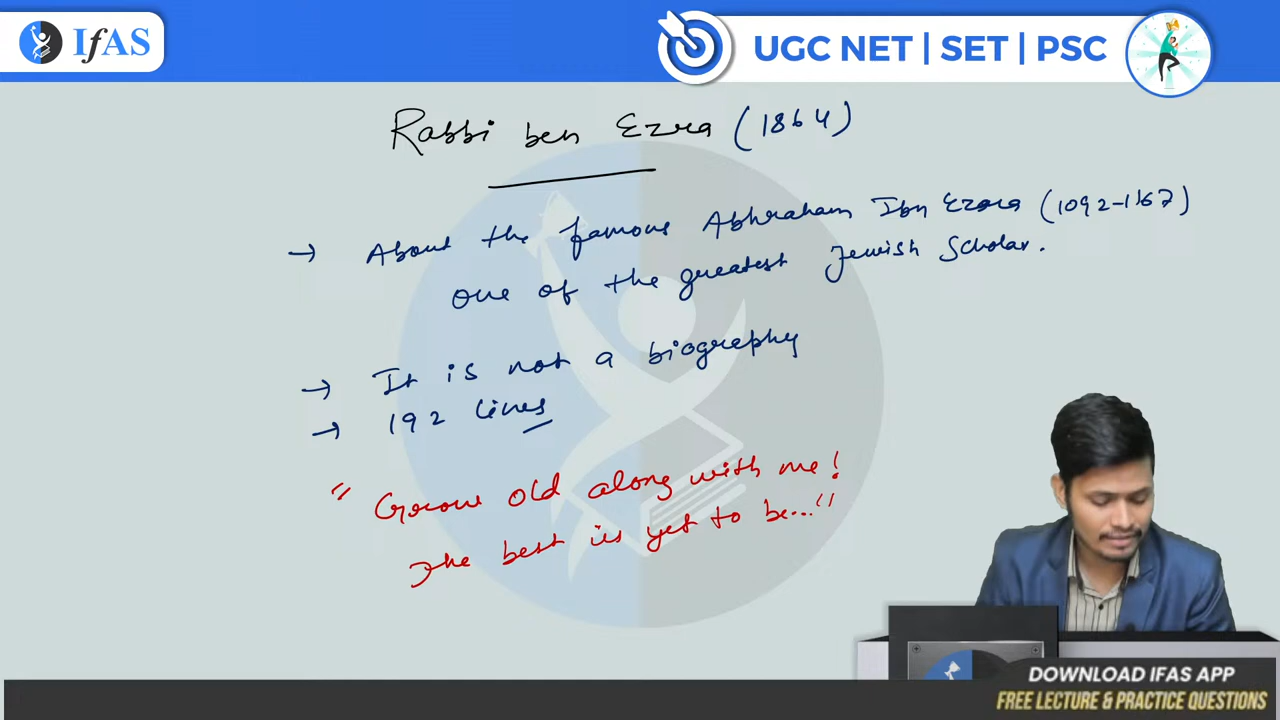 IfAS
UGC NET | SET | PSC
Rabbi ben Ezra (1864)
→ About the famous Abhraham Ibn Ezara (1092-1167)
one of the greatest Jewish Scholar.
→ It is not a biography
→ 192 lines
"Grow old along with me!
The best is yet to be..."
DOWNLOAD IFAS APP
FREE LECTURE & PRACTICE QUESTIONS